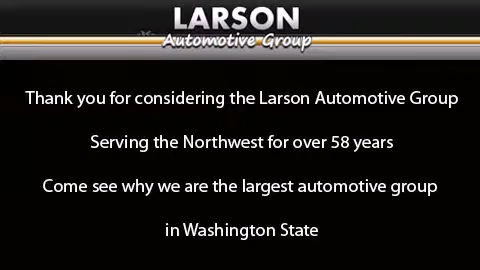 LARSON
Automotive Group
Thank you for considering the Larson Automotive Group
Serving the Northwest for over 58 years
Come see why we are the largest automotive group
in Washington State